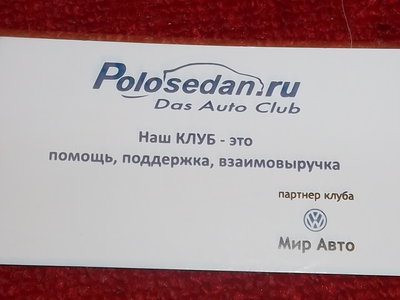 Polosedan.ru
Das Auto Club
Наш КЛУБ - это
помощь, поддержка, взаимовыручка
партнер клуба
Мир Авто